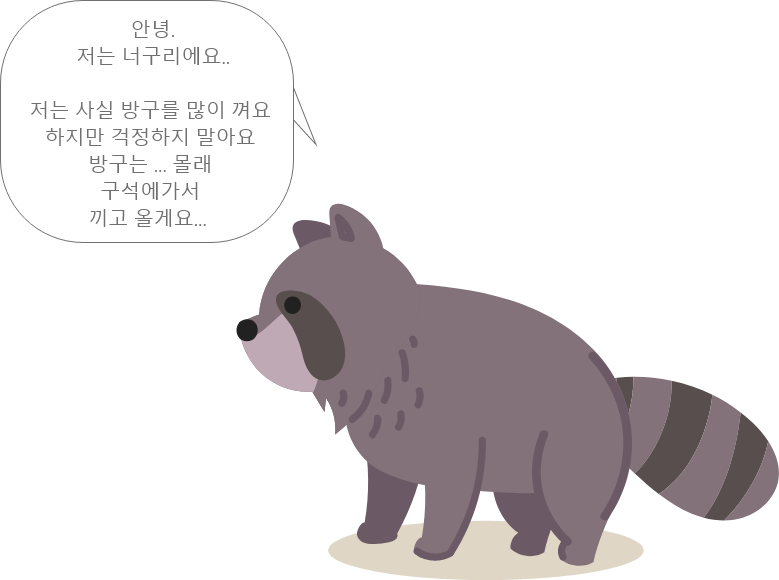 안녕.
저는 너구리에요..
저는 사실 방구를 많이 껴요
하지만 걱정하지 말아요
방구는 ... 몰래
구석에가서
끼고 올게요...